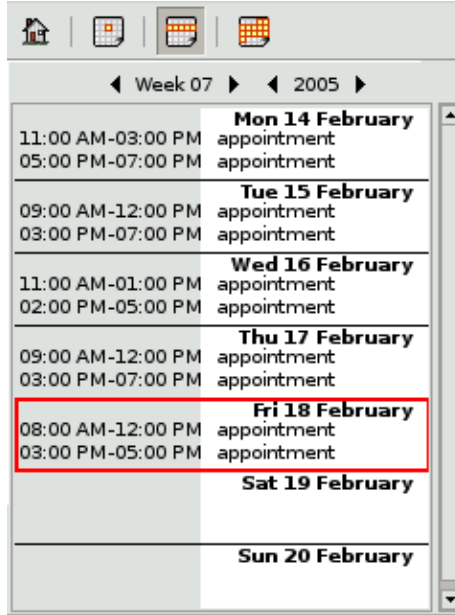 Week 07 2005
Mon 14 February
11:00 AM-03:00 PM appointment
05:00 PM-07:00 PM appointment
Tue 15 February
09:00 AM-12:00 PM appointment
03:00 PM-07:00 PM appointment
Wed 16 February
11:00 AM-01:00 PM appointment
02:00 PM-05:00 PM appointment
Thu 17 February
09:00 AM-12:00 PM appointment
03:00 PM-07:00 PM appointment
Fri 18 February
08:00 AM-12:00 PM appointment
03:00 PM-05:00 PM appointment
Sat 19 February
Sun 20 February